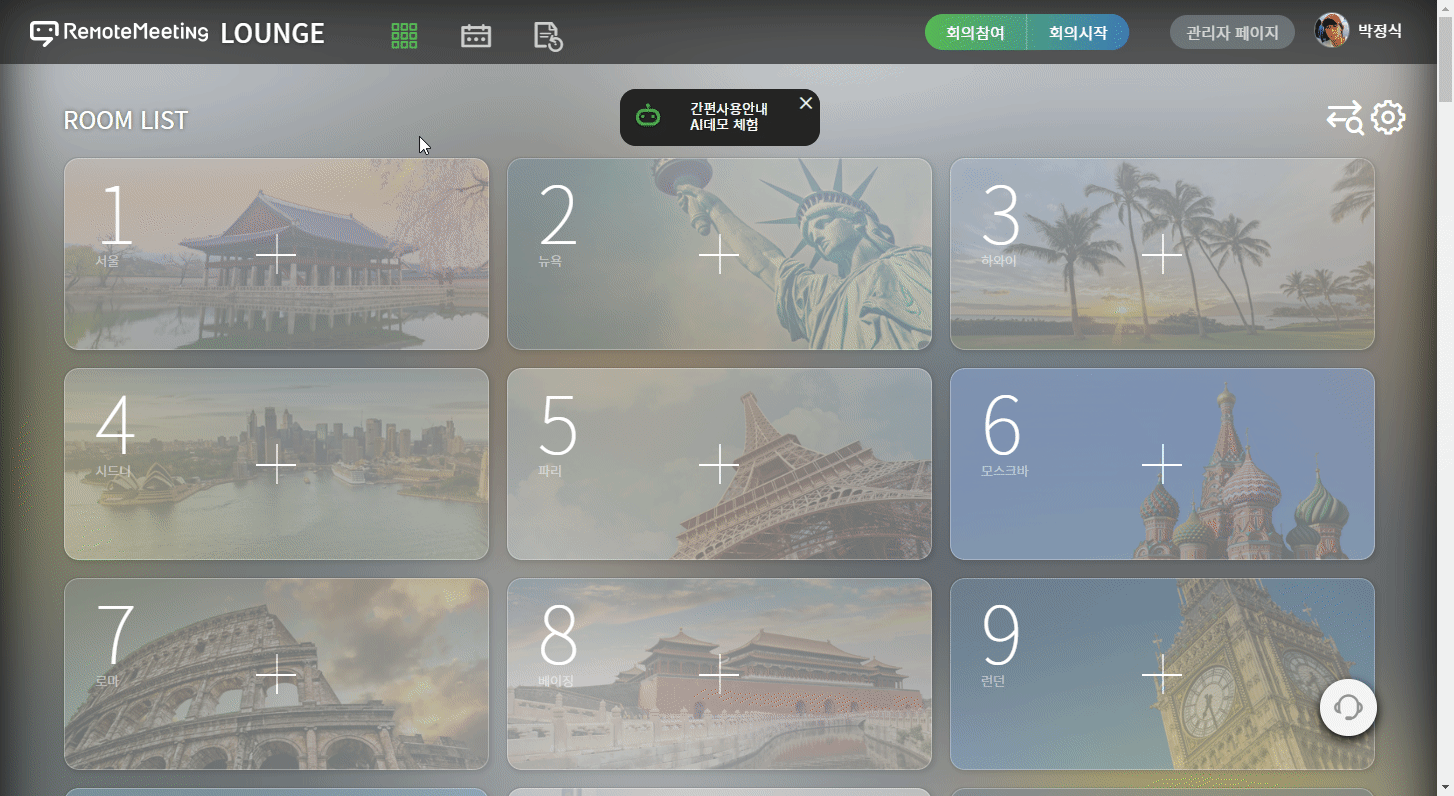 RemoteMeeting LOUNGE
회의참여 회의시작 관리자 페이지 박정식
ROOM LIST
간편사용안내
AI데모 체험
1
서울
2
뉴욕
3
하와이
4
시드니
5
파리
6
모스크바
7
로마
8
베이징
9
런던